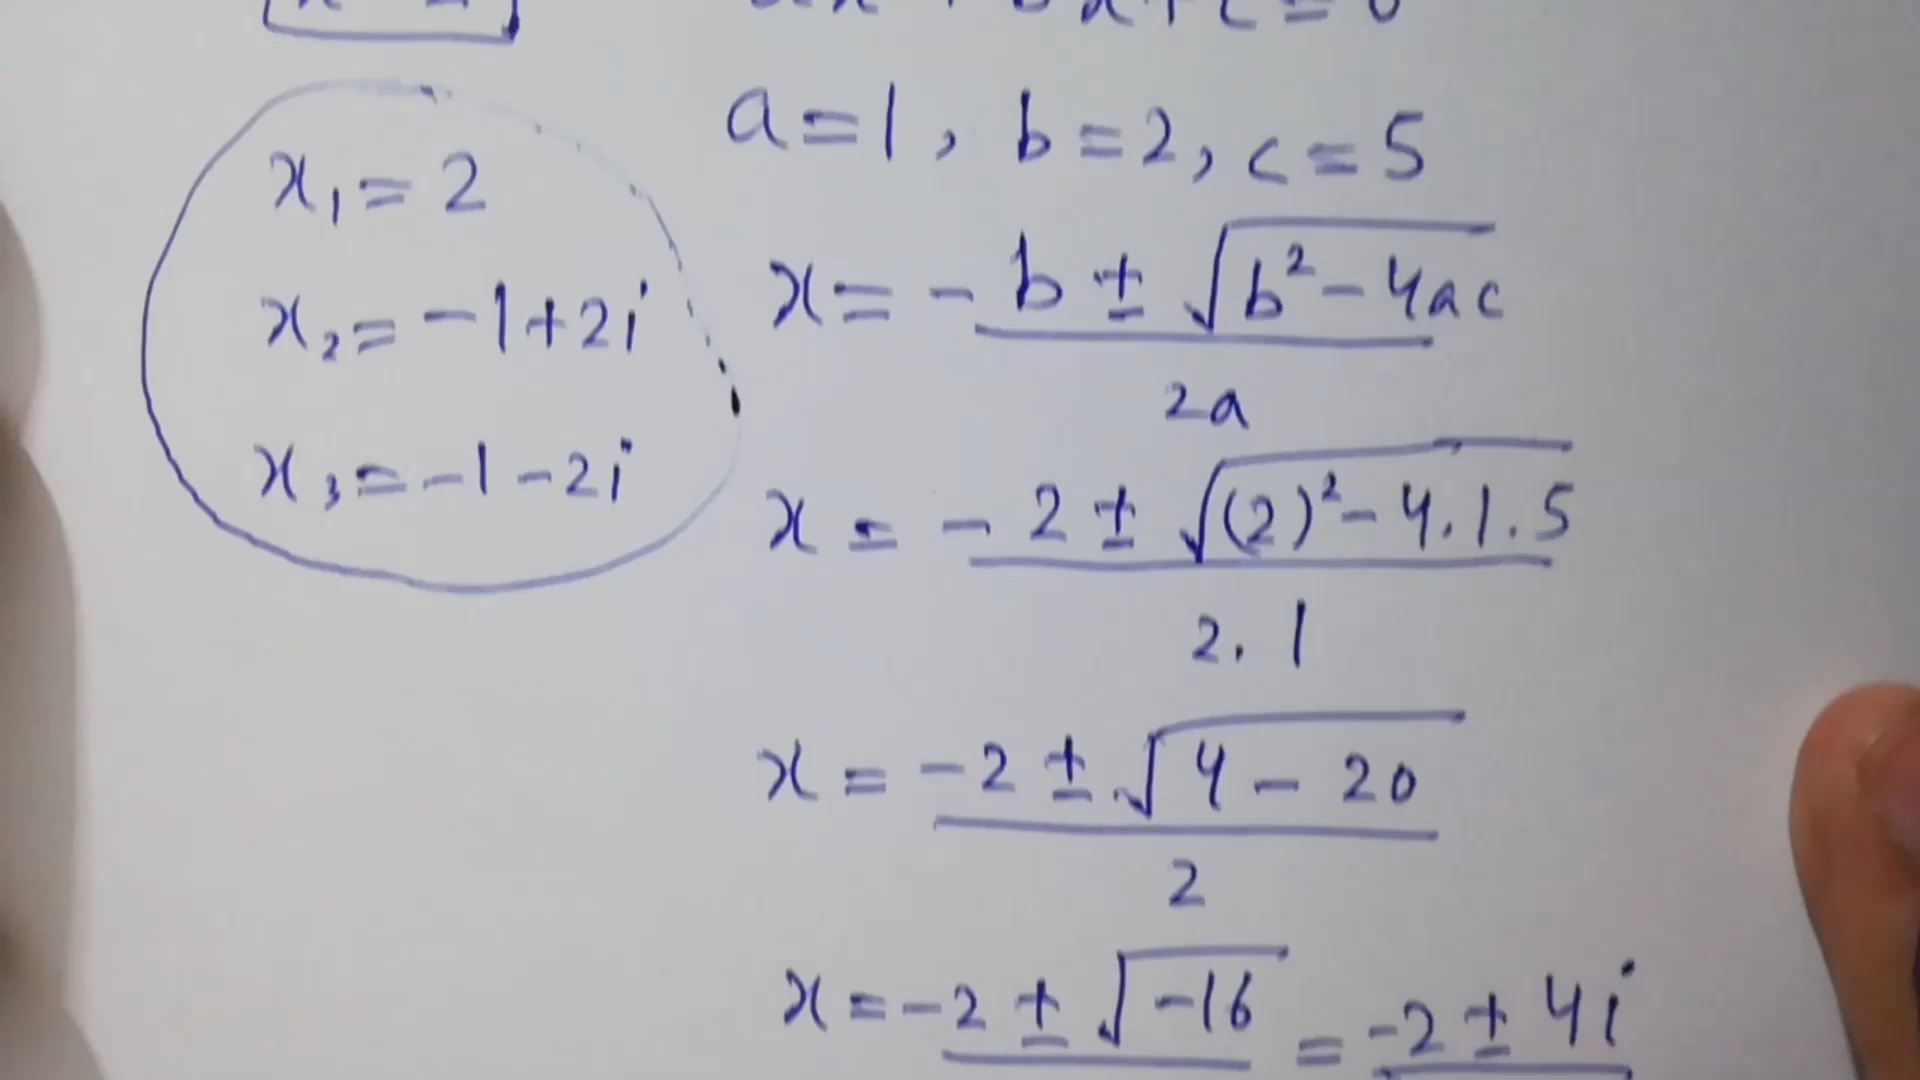 a=1, b=2, c=5
x₁ = 2
x₂ = -1+2i
x₃ = -1-2i
x = -b ± √b²-4ac
2a
x = -2 ± √(2)²-4.1.5
2.1
x = -2 ± √4-20
2
x = -2 ± √-16 = -2 ± 4i